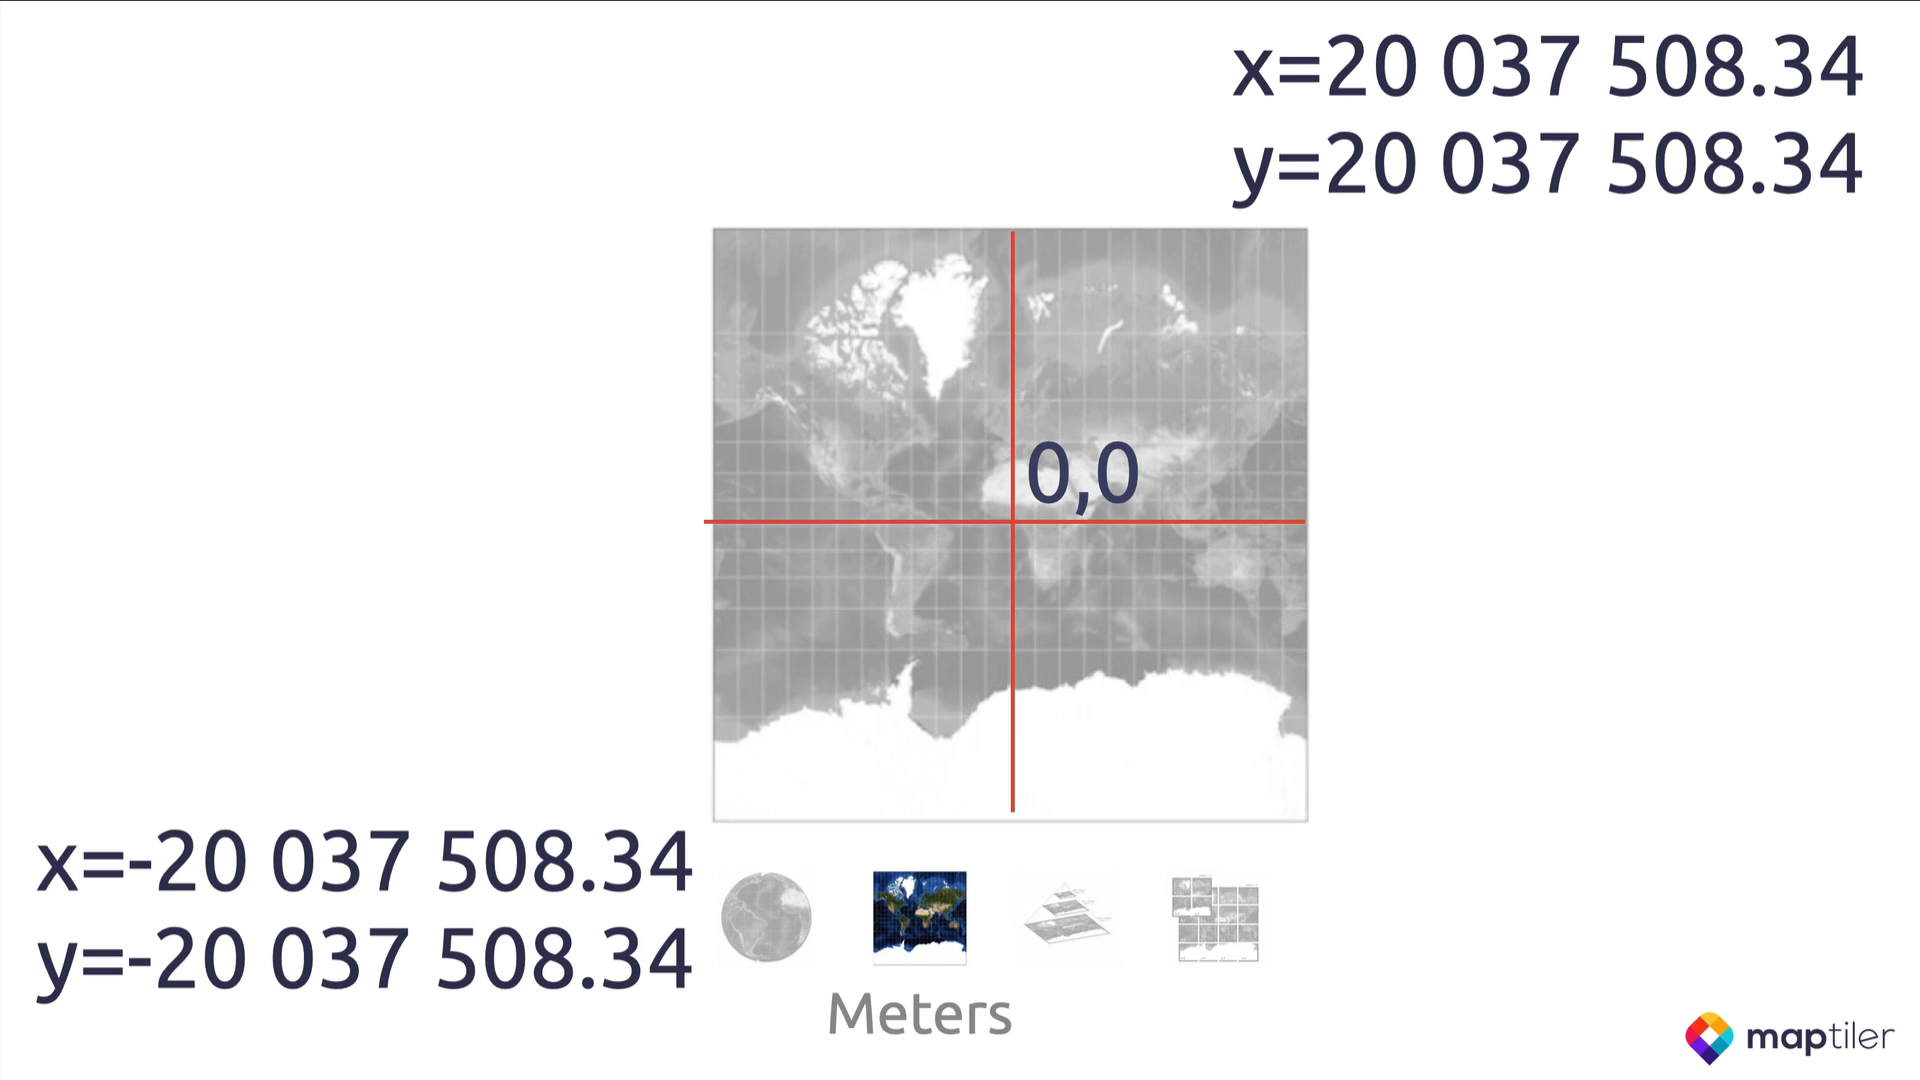 x=20 037 508.34
y=20 037 508.34
0,0
x=-20 037 508.34
y=-20 037 508.34
Meters
maptiler